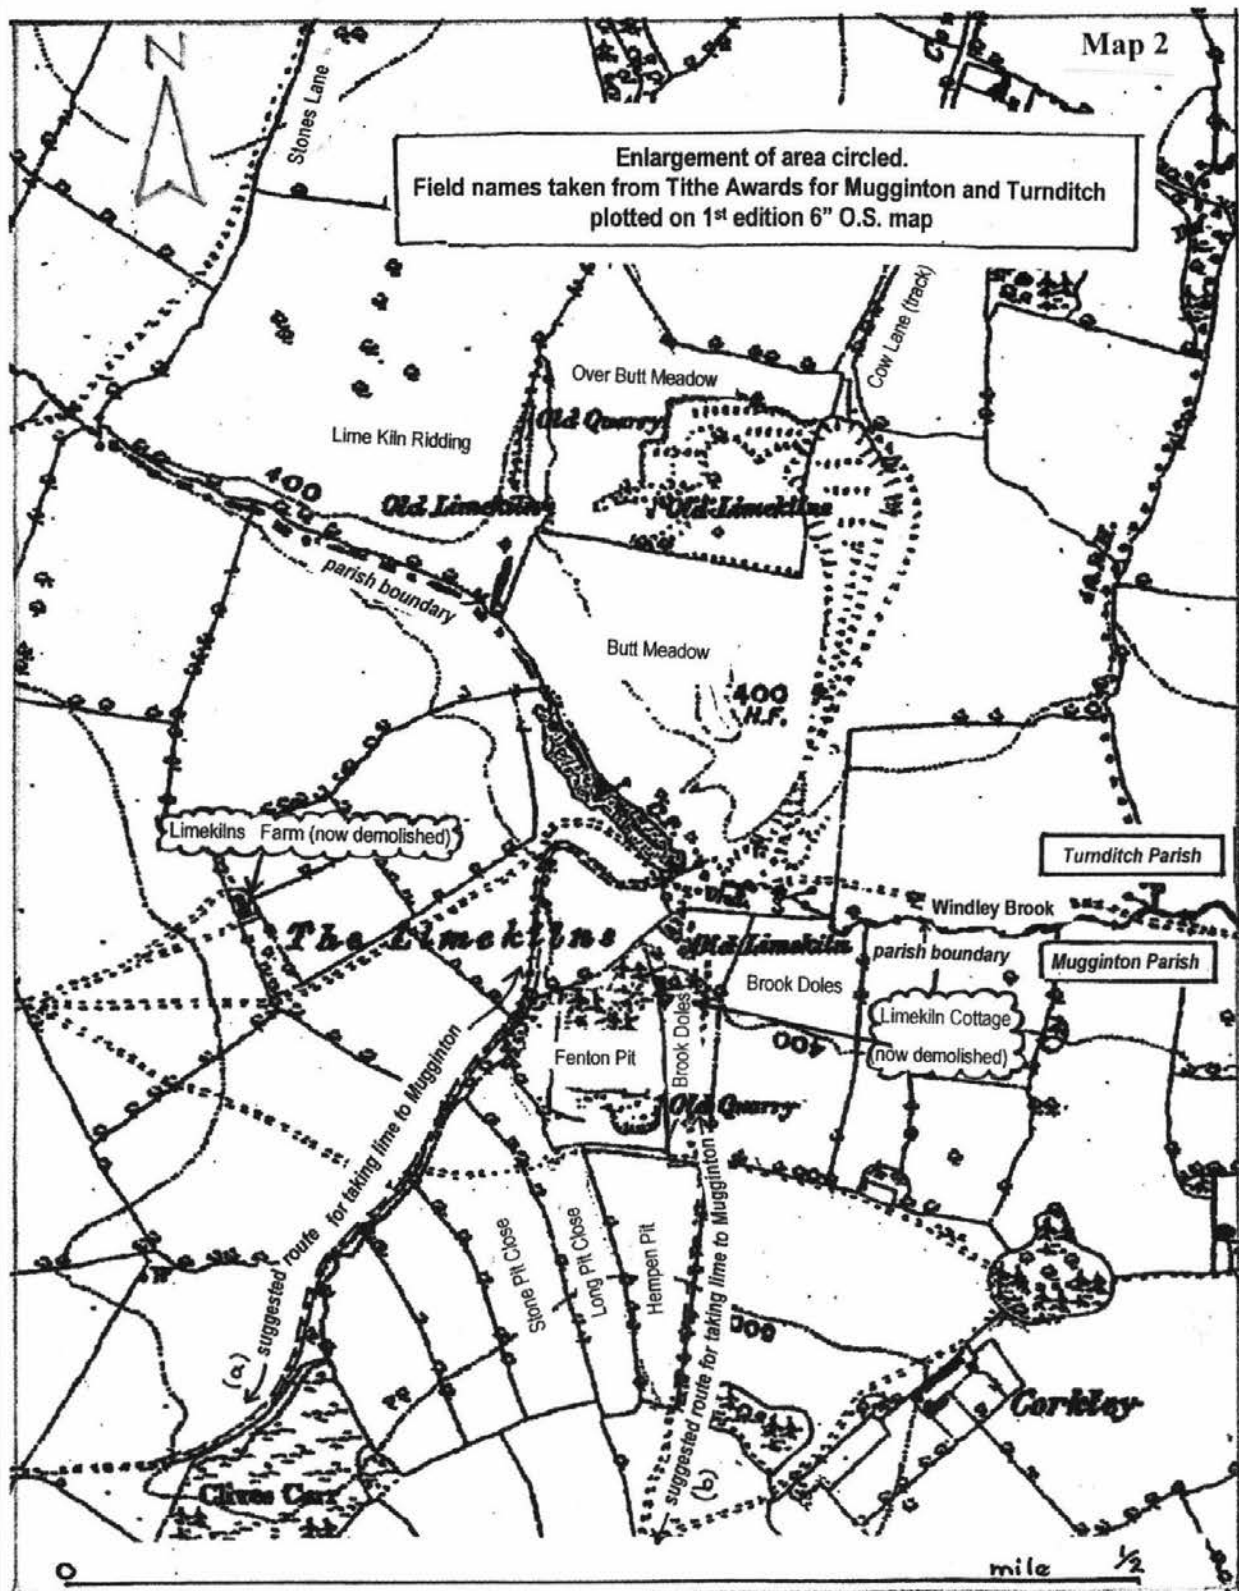 Map 2
N
Stones Lane
Enlargement of area circled.
Field names taken from Tithe Awards for Mugginton and Turnditch
plotted on 1st edition 6" O.S. map
Cow Lane (track)
Over Butt Meadow
Old Quarry
Lime Kiln Ridding
400
Old Limekilns
Old Limekilns
parish boundary
Butt Meadow
400
H.F.
Limekilns Farm (now demolished)
Turnditch Parish
Windley Brook
The Limekilns
Old Limekiln
parish boundary
Mugginton Parish
Brook Doles
Limekiln Cottage
(now demolished)
400
Fenton Pit
Brook Doles
Old Quarry
suggested route for taking lime to Mugginton
(a)
Stone Pit Close
Long Pit Close
Hempen Pit
suggested route for taking lime to Mugginton
(b)
Corkley
Clives Carr
0
mile
1/2